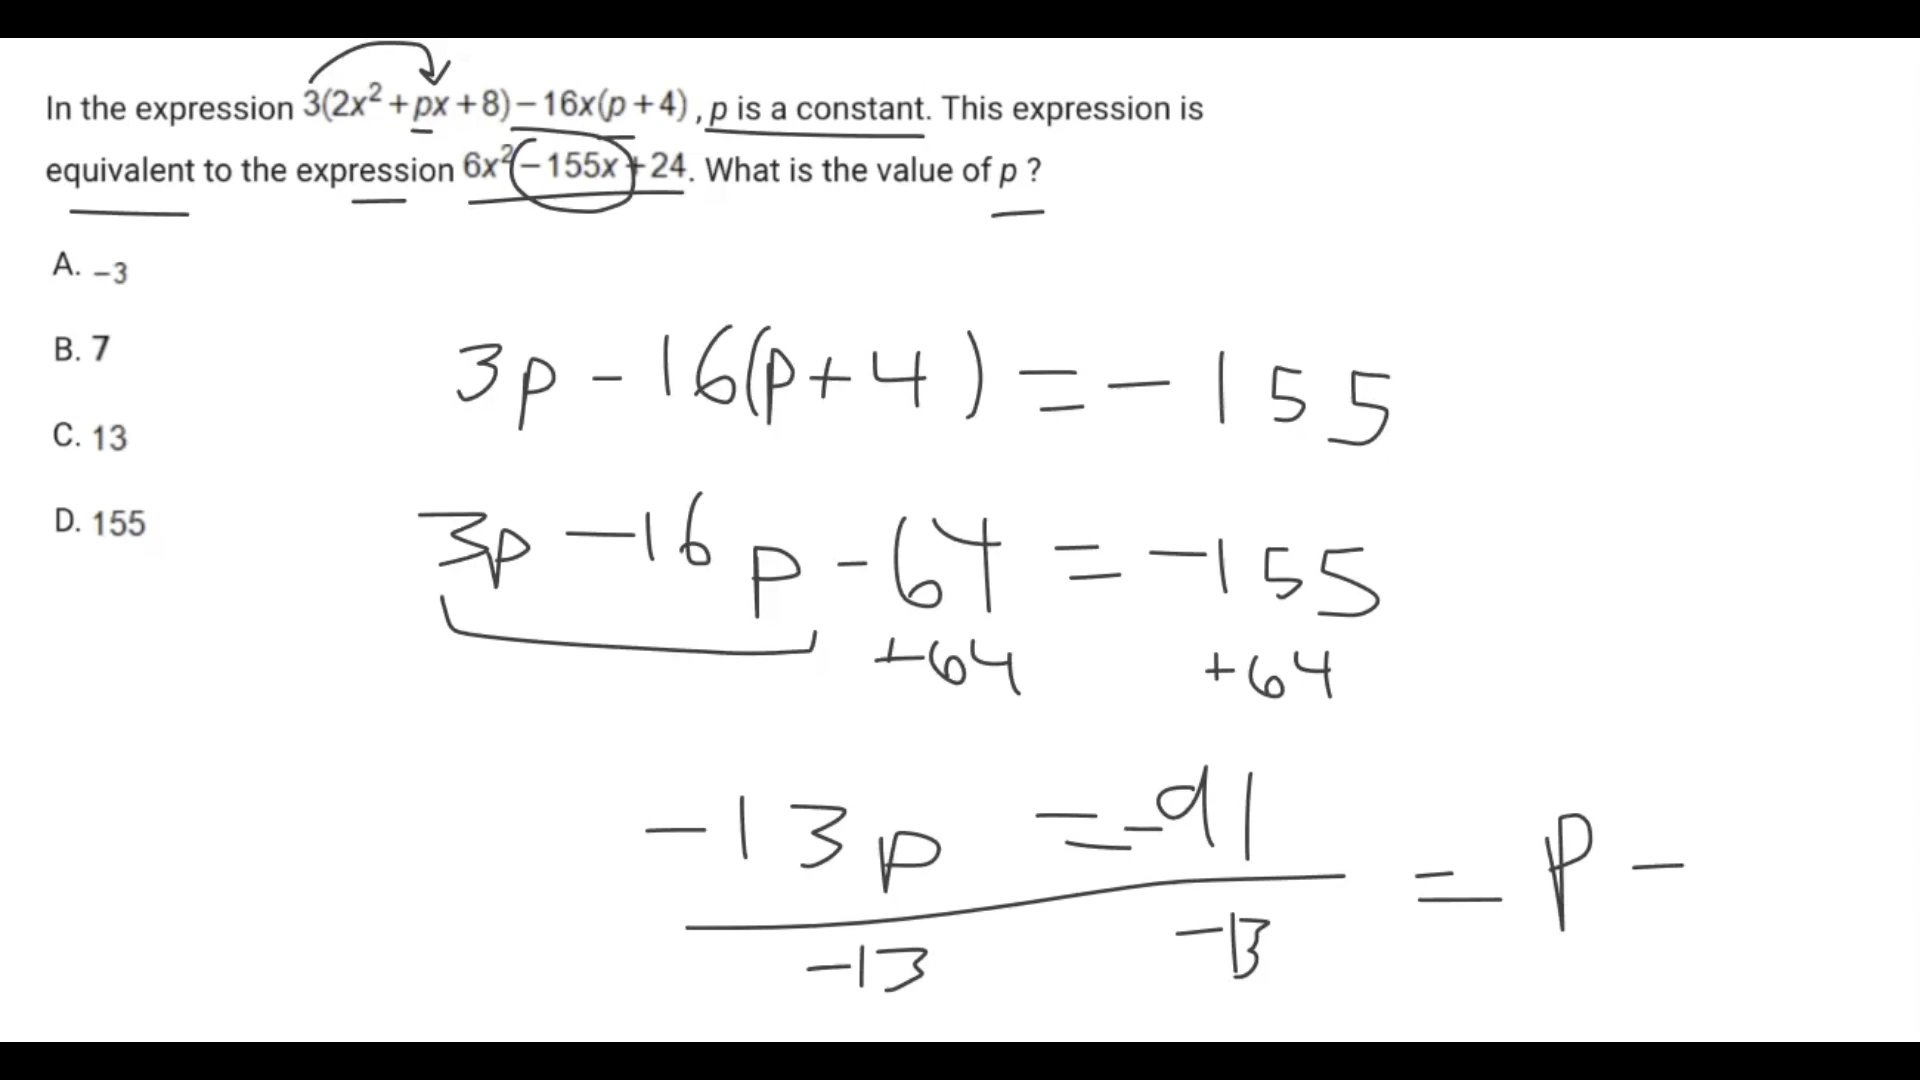 In the expression 3(2x²+px+8)−16x(p+4), p is a constant. This expression is
equivalent to the expression 6x²−155x+24. What is the value of p ?
A. −3
B. 7
C. 13
D. 155
3p − 16(p+4) = −155
3p − 16p − 64 = −155
+64 +64
−13p = −91
= p −
−13 −13